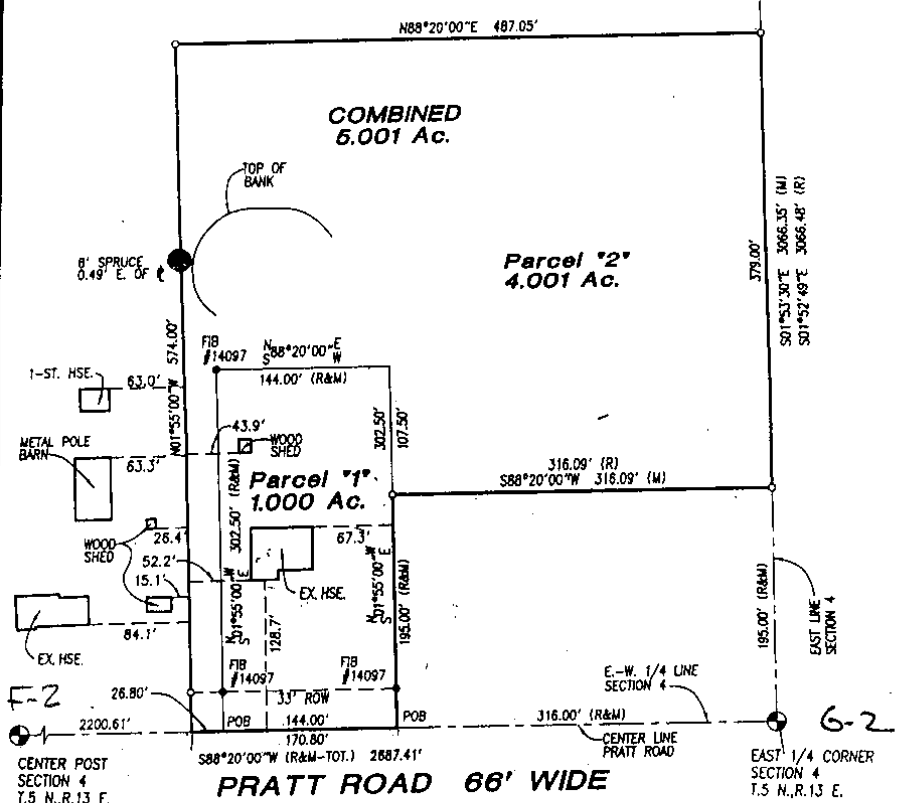 N88°20'00"E 487.05'
COMBINED
5.001 Ac.
TOP OF
BANK
8" SPRUCE
0.49' E. OF ℄
Parcel "2"
4.001 Ac.
379.00'
S01°53'30"E 3066.35' (M)
S01°52'49"E 3066.48' (R)
N01°55'00"W 574.00'
FIB
#14097
N S 88°20'00" E W
144.00' (R&M)
1-ST. HSE.
63.0'
43.9'
WOOD
SHED
302.50'
107.50'
METAL POLE
BARN
63.3'
Parcel "1"
1.000 Ac.
302.50' (R&M)
316.09' (R)
S88°20'00"W 316.09' (M)
WOOD
SHED
26.4'
67.3'
52.2'
15.1'
EX. HSE.
N S 01°55'00" W E
128.7'
N S 01°55'00" W E
195.00' (R&M)
195.00' (R&M)
EAST LINE
SECTION 4
84.1'
EX. HSE.
FIB
#14097
FIB
#14097
E.-W. 1/4 LINE
SECTION 4
F-2
26.80'
33' ROW
2200.61'
POB
144.00'
POB
316.00' (R&M)
G-2
170.80'
CENTER LINE
PRATT ROAD
S88°20'00"W (R&M-TOT.) 2687.41'
CENTER POST
SECTION 4
T.5 N.,R.13 E.
PRATT ROAD 66' WIDE
EAST 1/4 CORNER
SECTION 4
T.5 N.,R.13 E.